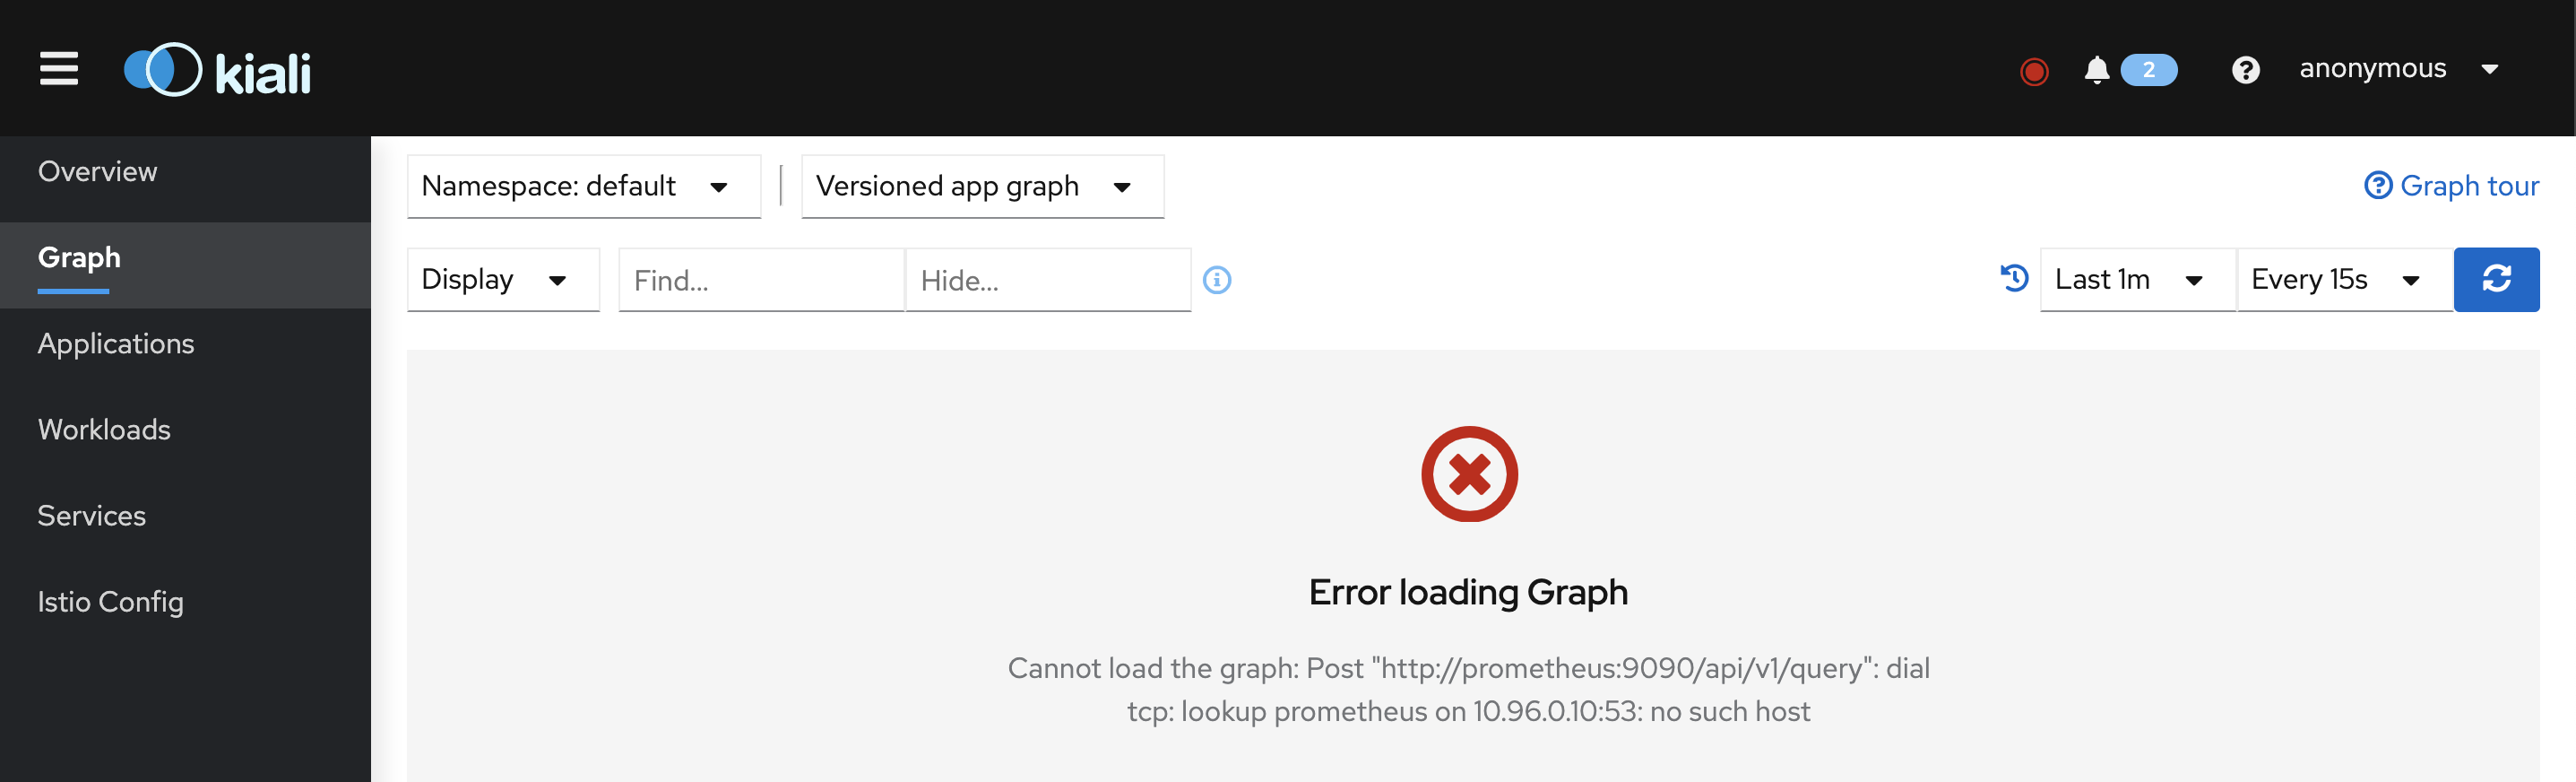 kiali
2
?
anonymous
Overview
Graph
Applications
Workloads
Services
Istio Config
Namespace: default
Versioned app graph
? Graph tour
Display
Find...
Hide...
i
Last 1m
Every 15s
Error loading Graph
Cannot load the graph: Post "http://prometheus:9090/api/v1/query": dial
tcp: lookup prometheus on 10.96.0.10:53: no such host